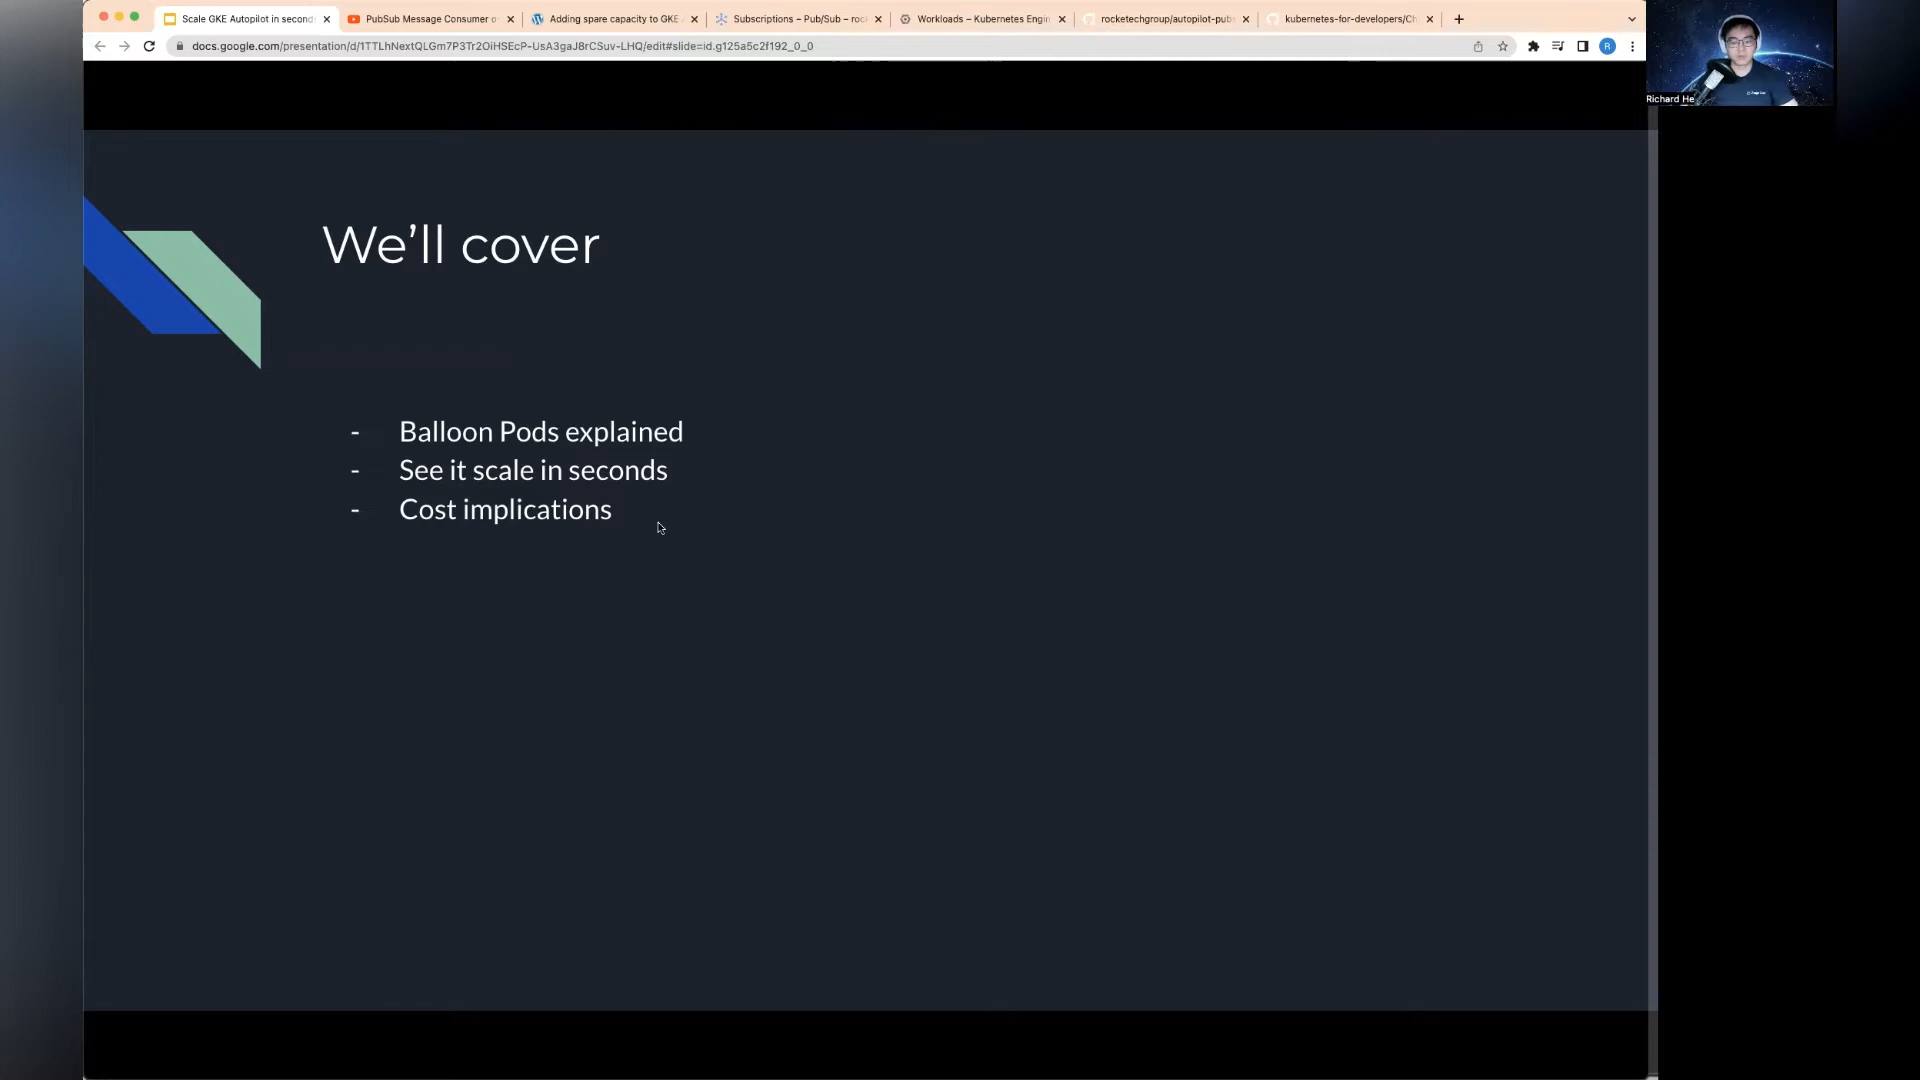 Scale GKE Autopilot in second
PubSub Message Consumer o
Adding spare capacity to GKE
Subscriptions – Pub/Sub – roc
Workloads – Kubernetes Engin
rocketechgroup/autopilot-pub
kubernetes-for-developers/Ch
docs.google.com/presentation/d/1TTLhNextQLGm7P3Tr2OiHSEcP-UsA3gaJ8rCSuv-LHQ/edit#slide=id.g125a5c2f192_0_0
R
Richard He
We'll cover
- Balloon Pods explained
- See it scale in seconds
- Cost implications